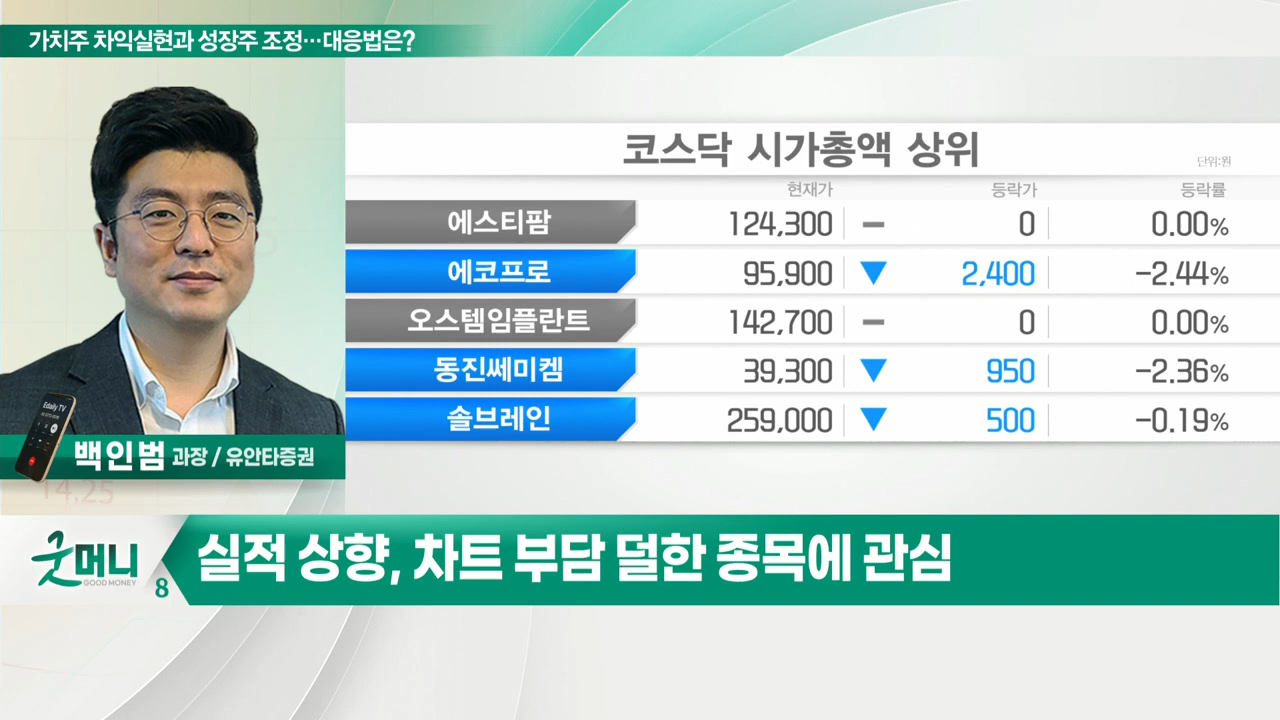 가치주 차익실현과 성장주 조정…대응법은?
코스닥 시가총액 상위
단위:원
현재가 등락가 등락률
에스티팜 124,300 0 0.00%
에코프로 95,900 ▼ 2,400 -2.44%
오스템임플란트 142,700 0 0.00%
동진쎄미켐 39,300 ▼ 950 -2.36%
솔브레인 259,000 ▼ 500 -0.19%
Edaily TV
백인범 과장 / 유안타증권
14.25
굿머니
GOOD MONEY
8
실적 상향, 차트 부담 덜한 종목에 관심